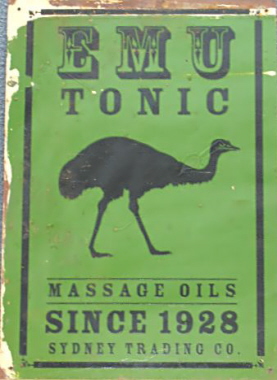 EMU
TONIC
MASSAGE OILS
SINCE 1928
SYDNEY TRADING CO.